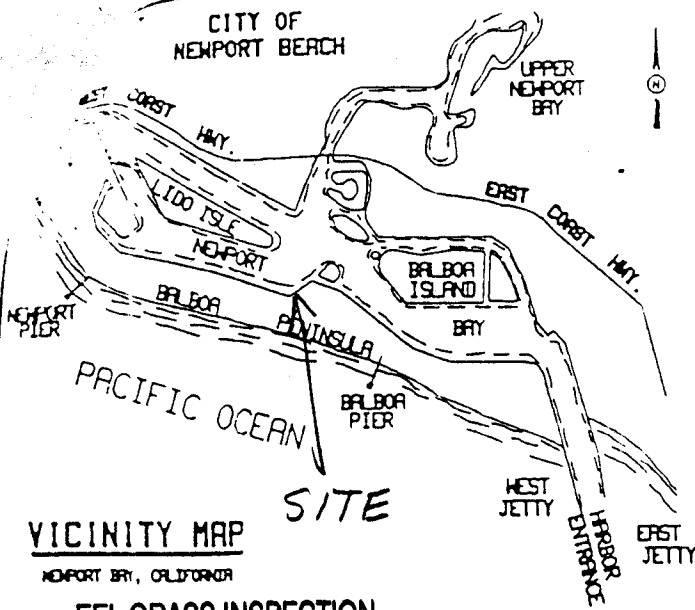 CITY OF
NEWPORT BEACH
UPPER
NEWPORT
BAY
N
COAST HWY.
EAST COAST HWY.
LIDO ISLE
NEWPORT
BALBOA
ISLAND
BAY
NEWPORT
PIER
BALBOA PENINSULA
PACIFIC OCEAN
BALBOA
PIER
SITE
WEST
JETTY
HARBOR
ENTRANCE
EAST
JETTY
VICINITY MAP
NEWPORT BAY, CALIFORNIA
EELGRASS INSPECTION